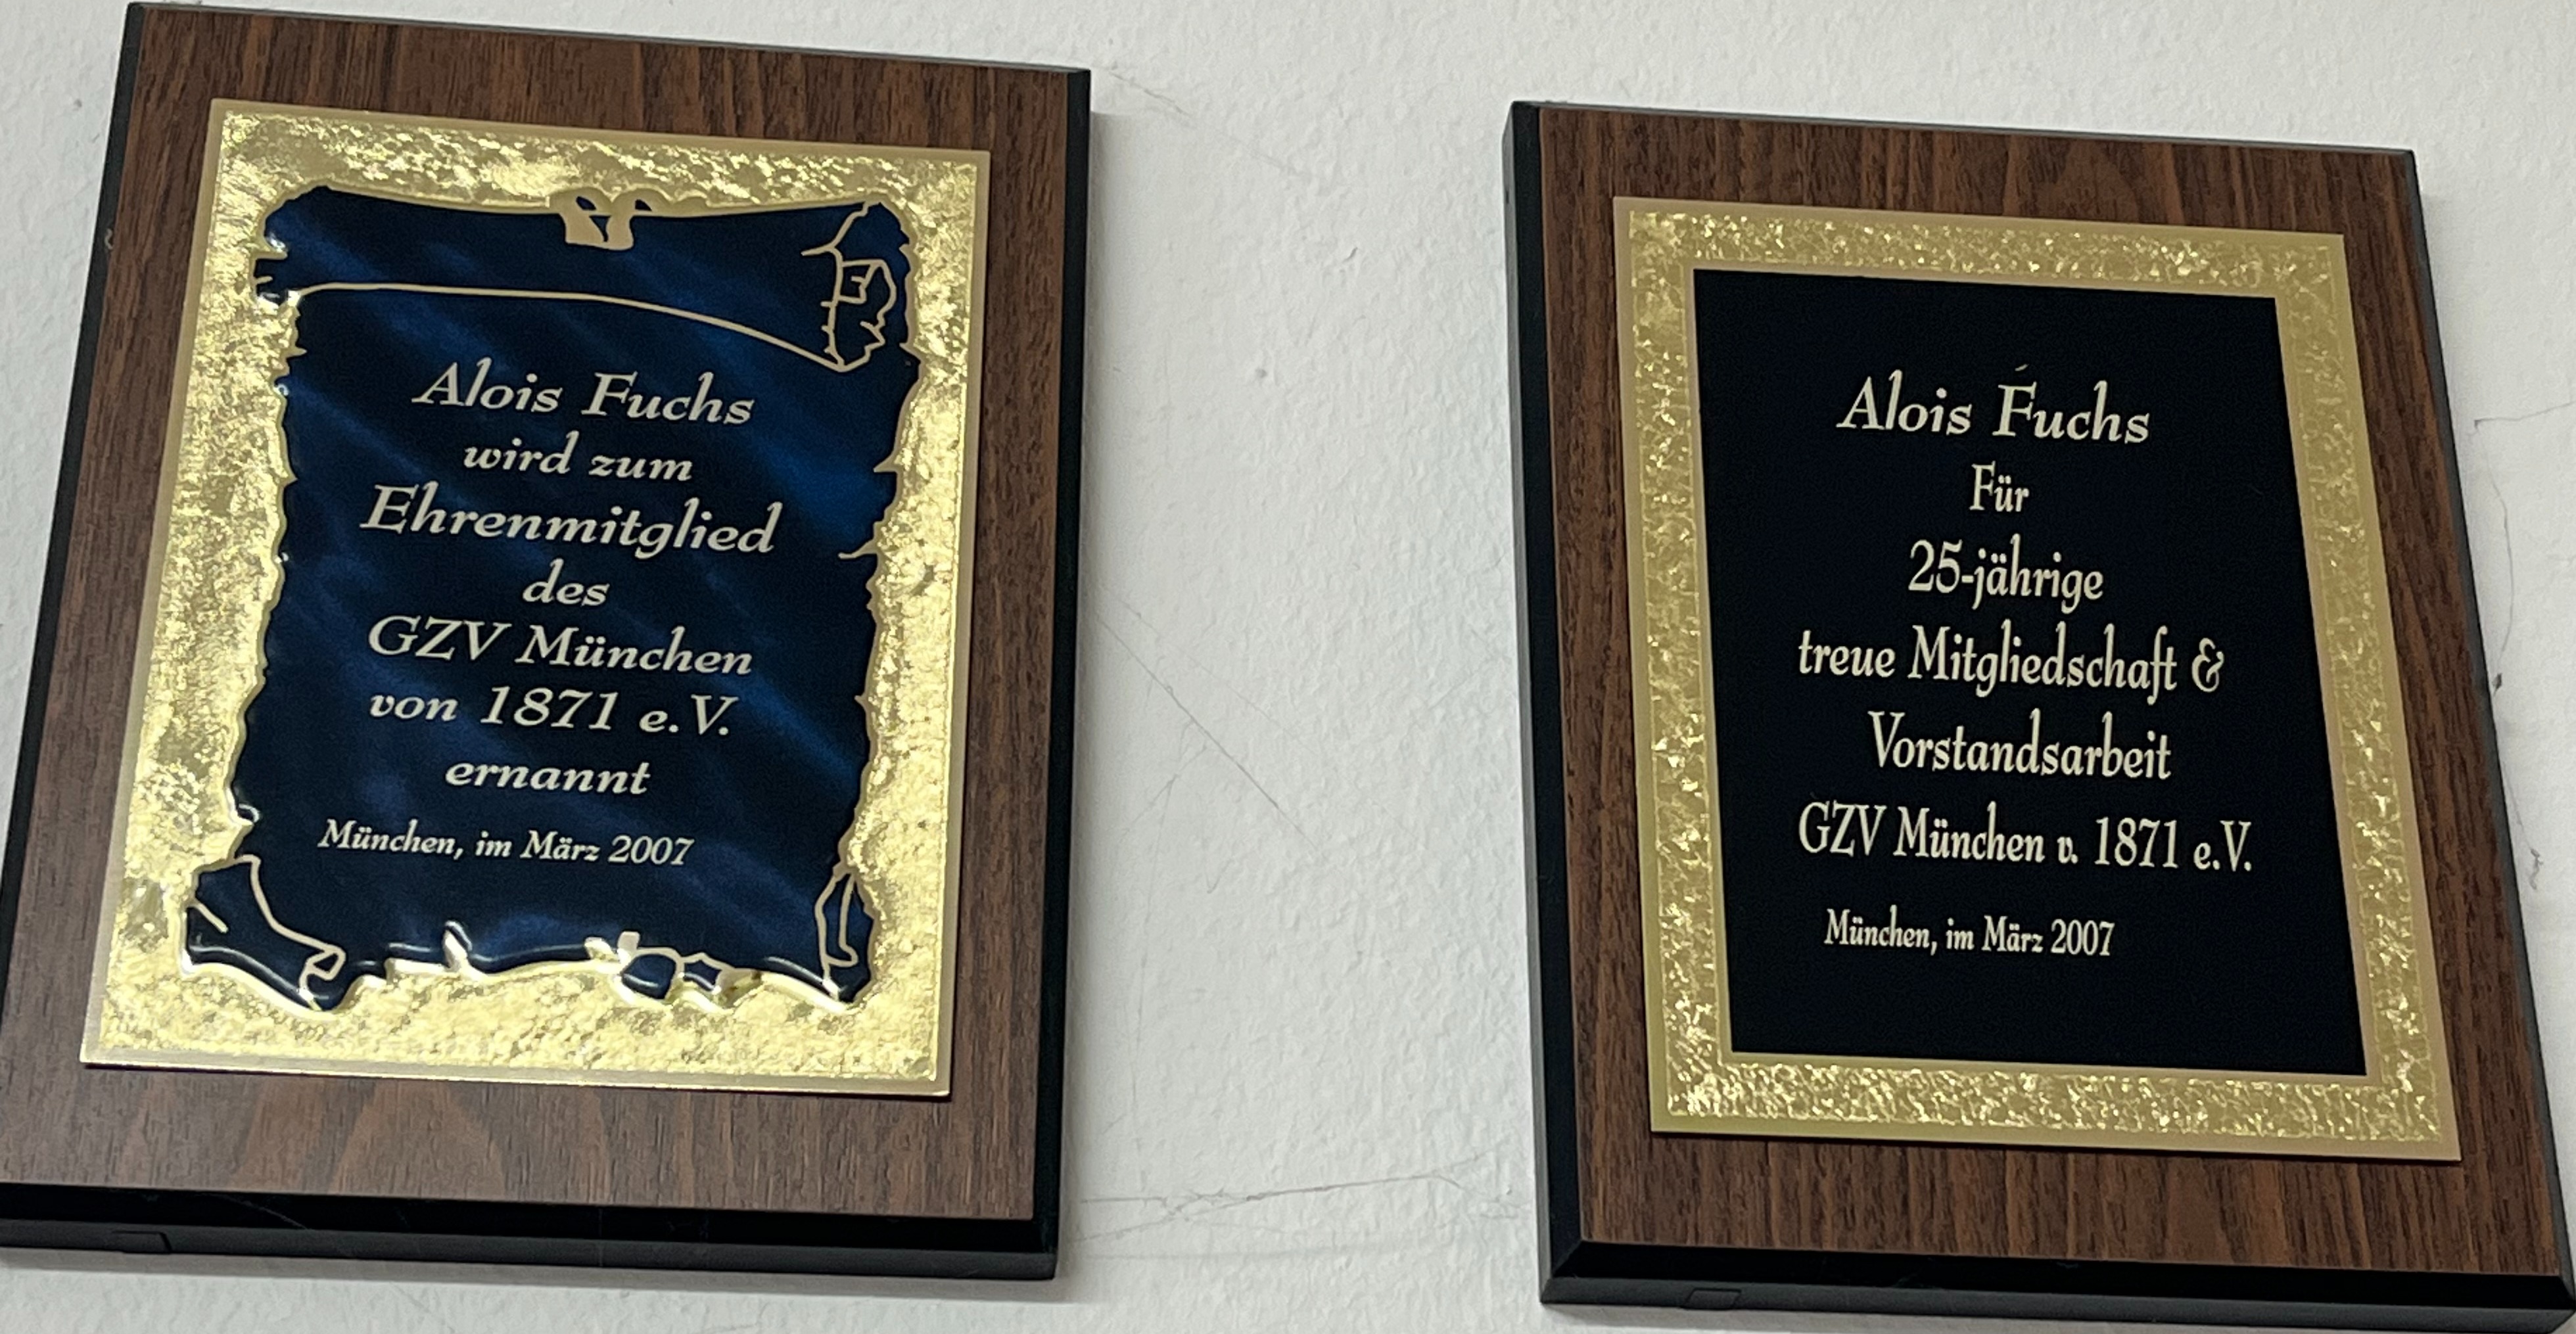 Alois Fuchs
wird zum
Ehrenmitglied
des
GZV München
von 1871 e.V.
ernannt
München, im März 2007
Alois Fuchs
Für
25-jährige
treue Mitgliedschaft &
Vorstandsarbeit
GZV München v. 1871 e.V.
München, im März 2007